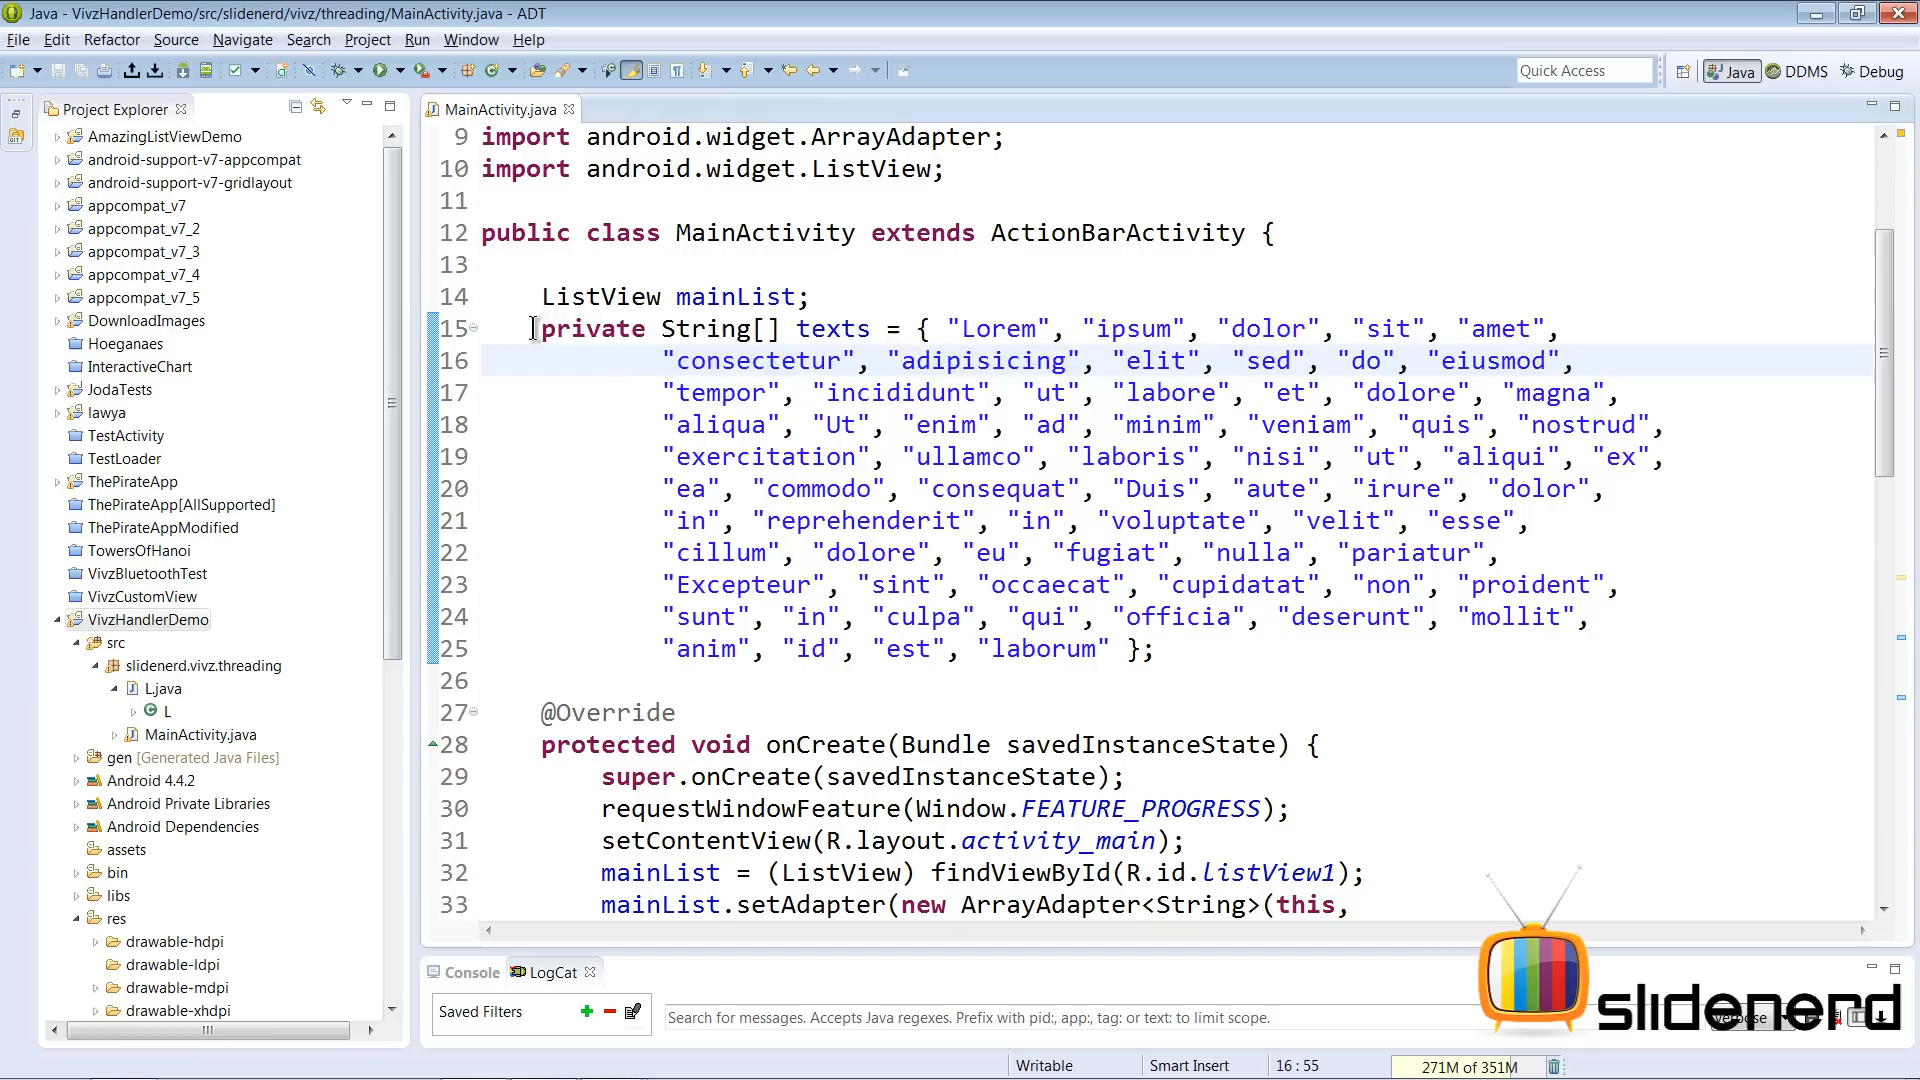 Java - VivzHandlerDemo/src/slidenerd/vivz/threading/MainActivity.java - ADT
File Edit Refactor Source Navigate Search Project Run Window Help
Quick Access
Java
DDMS
Debug
Project Explorer
AmazingListViewDemo
android-support-v7-appcompat
android-support-v7-gridlayout
appcompat_v7
appcompat_v7_2
appcompat_v7_3
appcompat_v7_4
appcompat_v7_5
DownloadImages
Hoeganaes
InteractiveChart
JodaTests
lawya
TestActivity
TestLoader
ThePirateApp
ThePirateApp[AllSupported]
ThePirateAppModified
TowersOfHanoi
VivzBluetoothTest
VivzCustomView
VivzHandlerDemo
src
slidenerd.vivz.threading
L.java
L
MainActivity.java
gen [Generated Java Files]
Android 4.4.2
Android Private Libraries
Android Dependencies
assets
bin
libs
res
drawable-hdpi
drawable-ldpi
drawable-mdpi
drawable-xhdpi
MainActivity.java
9 import android.widget.ArrayAdapter;
10 import android.widget.ListView;
11
12 public class MainActivity extends ActionBarActivity {
13
14 ListView mainList;
15 private String[] texts = { "Lorem", "ipsum", "dolor", "sit", "amet",
16 "consectetur", "adipisicing", "elit", "sed", "do", "eiusmod",
17 "tempor", "incididunt", "ut", "labore", "et", "dolore", "magna",
18 "aliqua", "Ut", "enim", "ad", "minim", "veniam", "quis", "nostrud",
19 "exercitation", "ullamco", "laboris", "nisi", "ut", "aliqui", "ex",
20 "ea", "commodo", "consequat", "Duis", "aute", "irure", "dolor",
21 "in", "reprehenderit", "in", "voluptate", "velit", "esse",
22 "cillum", "dolore", "eu", "fugiat", "nulla", "pariatur",
23 "Excepteur", "sint", "occaecat", "cupidatat", "non", "proident",
24 "sunt", "in", "culpa", "qui", "officia", "deserunt", "mollit",
25 "anim", "id", "est", "laborum" };
26
27 @Override
28 protected void onCreate(Bundle savedInstanceState) {
29 super.onCreate(savedInstanceState);
30 requestWindowFeature(Window.FEATURE_PROGRESS);
31 setContentView(R.layout.activity_main);
32 mainList = (ListView) findViewById(R.id.listView1);
33 mainList.setAdapter(new ArrayAdapter<String>(this,
Console
LogCat
Saved Filters
Search for messages. Accepts Java regexes. Prefix with pid:, app:, tag: or text: to limit scope.
slidenerd
Writable
Smart Insert
16 : 55
271M of 351M